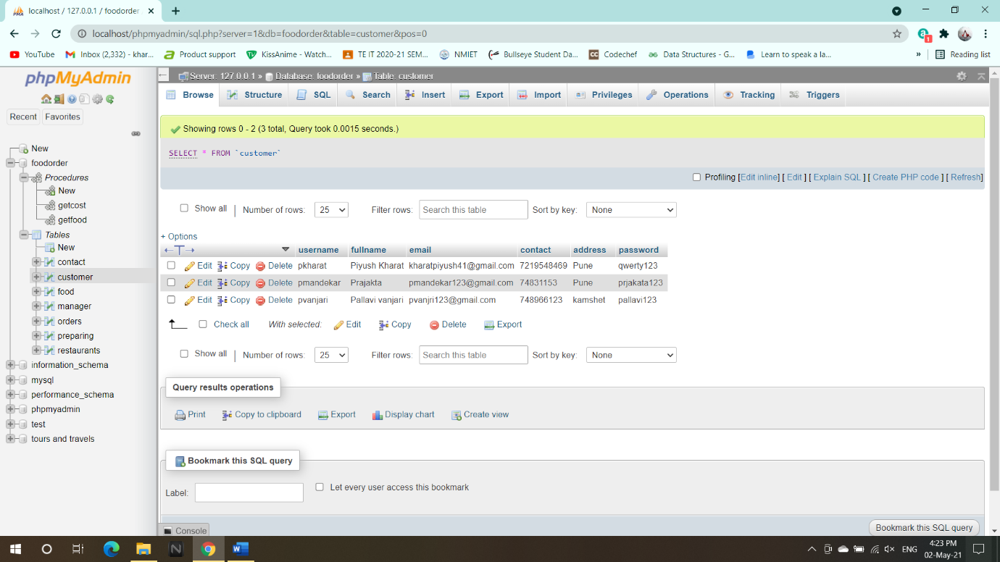 localhost / 127.0.0.1 / foodorder
localhost/phpmyadmin/sql.php?server=1&db=foodorder&table=customer&pos=0
YouTube Inbox (2,332) - khar... Product support KissAnime - Watch... TE IT 2020-21 SEM... NMIET Bullseye Student Da... Codechef Data Structures - G... Learn to speak a la... » Reading list
phpMyAdmin
Recent Favorites
New
foodorder
Procedures
New
getcost
getfood
Tables
New
contact
customer
food
manager
orders
preparing
restaurants
information_schema
mysql
performance_schema
phpmyadmin
test
tours and travels
Server: 127.0.0.1 » Database: foodorder » Table: customer
Browse Structure SQL Search Insert Export Import Privileges Operations Tracking Triggers
Showing rows 0 - 2 (3 total, Query took 0.0015 seconds.)
SELECT * FROM `customer`
Profiling [Edit inline] [ Edit ] [ Explain SQL ] [ Create PHP code ] [ Refresh]
Show all | Number of rows: 25 Filter rows: Search this table Sort by key: None
+ Options
←T→ username fullname email contact address password
Edit Copy Delete pkharat Piyush Kharat kharatpiyush41@gmail.com 7219548469 Pune qwerty123
Edit Copy Delete pmandekar Prajakta pmandekar123@gmail.com 74831153 Pune prjakata123
Edit Copy Delete pvanjari Pallavi vanjari pvanjri123@gmail.com 748966123 kamshet pallavi123
Check all With selected: Edit Copy Delete Export
Show all | Number of rows: 25 Filter rows: Search this table Sort by key: None
Query results operations
Print Copy to clipboard Export Display chart Create view
Bookmark this SQL query
Label: Let every user access this bookmark
Console
Bookmark this SQL query
ENG
4:23 PM
02-May-21